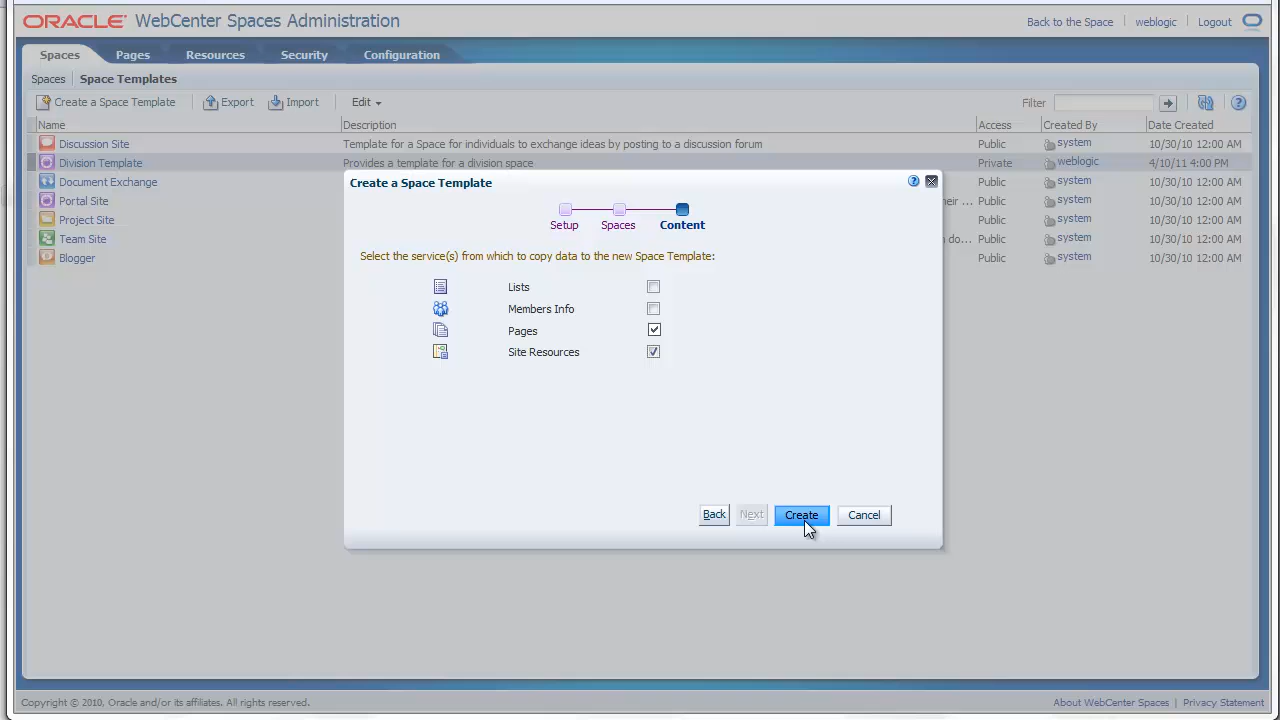 ORACLE WebCenter Spaces Administration Back to the Space weblogic Logout
Spaces Pages Resources Security Configuration
Spaces Space Templates
Create a Space Template Export Import Edit Filter
Name Description Access Created By Date Created
Discussion Site Template for a Space for individuals to exchange ideas by posting to a discussion forum Public system 10/30/10 12:00 AM
Division Template Provides a template for a division space Private weblogic 4/10/11 4:00 PM
Document Exchange Public system 10/30/10 12:00 AM
Portal Site heir ... Public system 10/30/10 12:00 AM
Project Site Public system 10/30/10 12:00 AM
Team Site do... Public system 10/30/10 12:00 AM
Blogger Public system 10/30/10 12:00 AM
Create a Space Template
Setup Spaces Content
Select the service(s) from which to copy data to the new Space Template:
Lists
Members Info
Pages
Site Resources
Back Next Create Cancel
Copyright © 2010, Oracle and/or its affiliates. All rights reserved. About WebCenter Spaces Privacy Statement